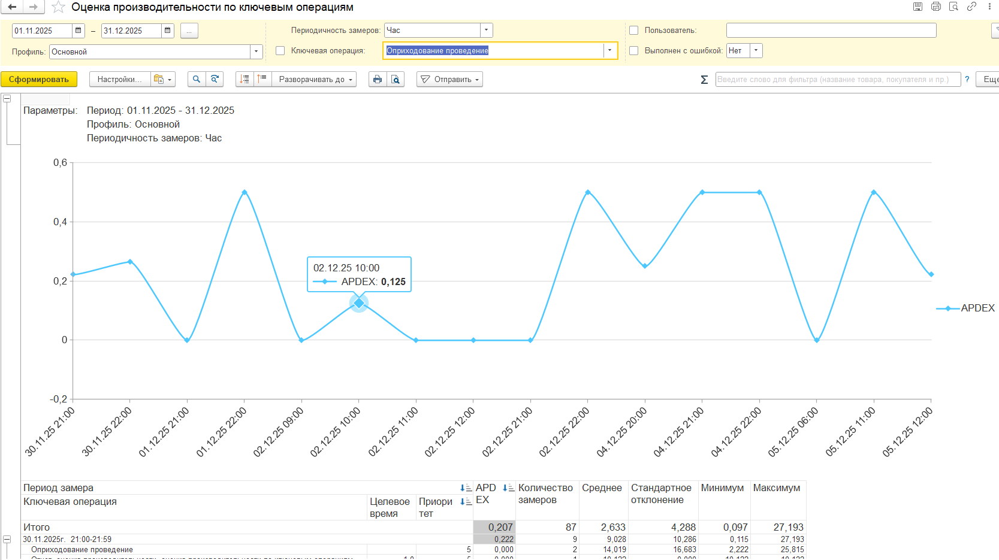 Оценка производительности по ключевым операциям
01.11.2025 – 31.12.2025 ...
Периодичность замеров: Час
Пользователь:
Профиль: Основной
Ключевая операция: Оприходование проведение
Выполнен с ошибкой: Нет
Сформировать Настройки... Разворачивать до Отправить Σ Введите слово для фильтра (название товара, покупателя и пр.) ? Еще
Параметры: Период: 01.11.2025 - 31.12.2025
Профиль: Основной
Периодичность замеров: Час
0,6
0,4
0,2
0
-0,2
02.12.25 10:00
APDEX: 0,125
APDEX
30.11.25 21:00
30.11.25 22:00
01.12.25 21:00
01.12.25 22:00
02.12.25 09:00
02.12.25 10:00
02.12.25 11:00
02.12.25 12:00
02.12.25 21:00
02.12.25 22:00
04.12.25 20:00
04.12.25 21:00
04.12.25 22:00
05.12.25 06:00
05.12.25 11:00
05.12.25 12:00
Период замера APD Количество Среднее Стандартное Минимум Максимум
EX замеров отклонение
Ключевая операция Целевое Приори
время тет
Итого 0,207 87 2,633 4,288 0,097 27,193
30.11.2025г. 21:00-21:59 0,222 9 9,028 10,286 0,115 27,193
Оприходование проведение 5 0,000 2 14,019 16,683 2,222 25,815